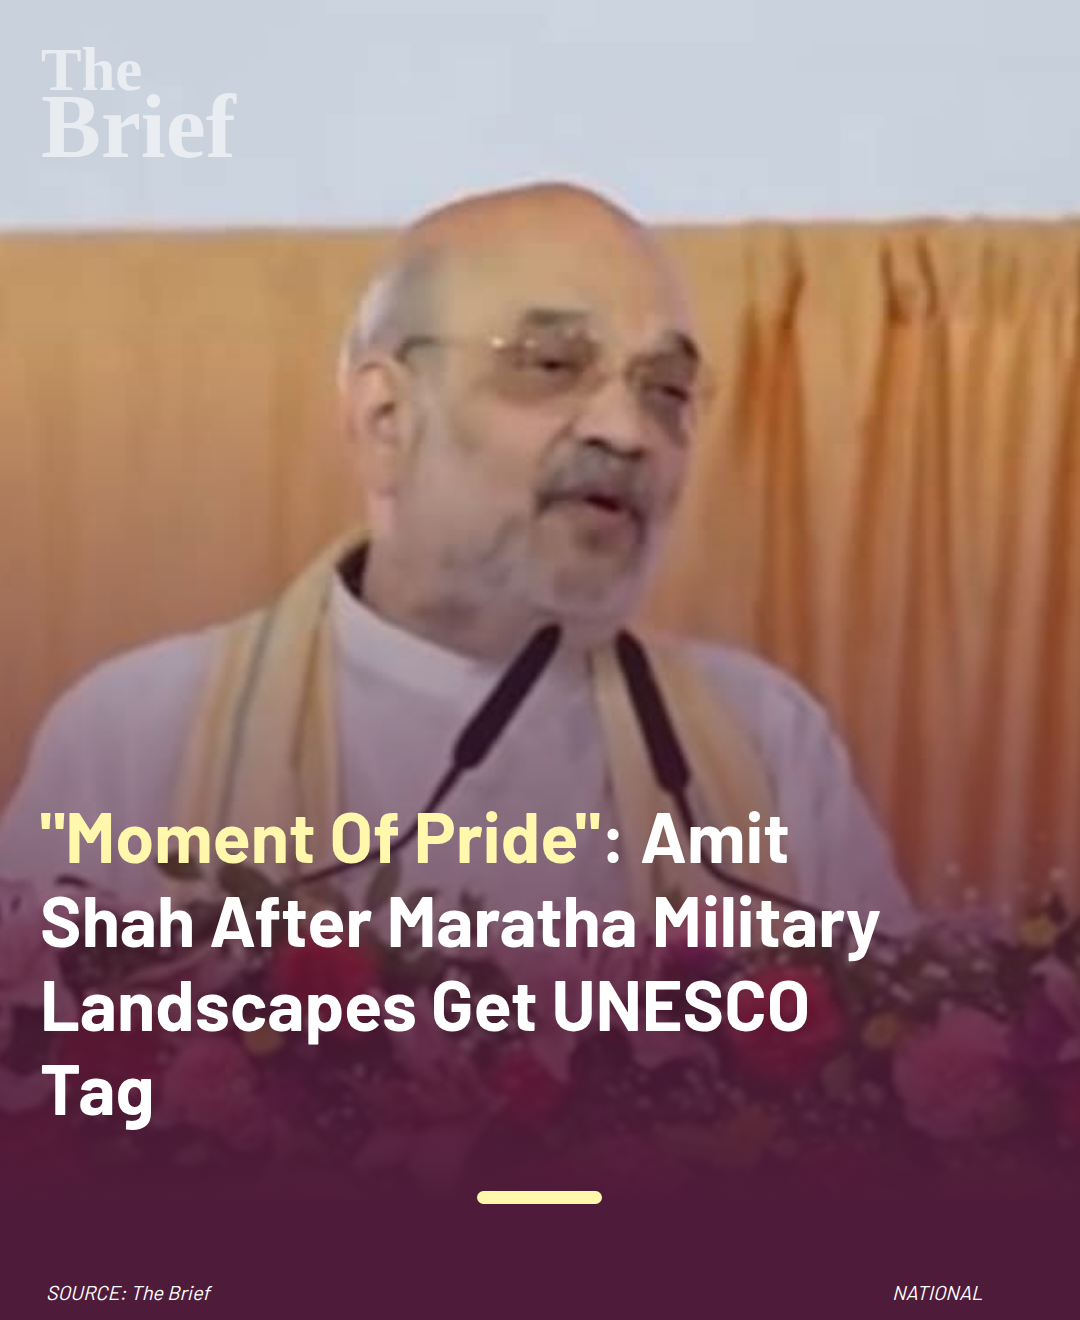 The
Brief
"Moment Of Pride": Amit
Shah After Maratha Military
Landscapes Get UNESCO
Tag
SOURCE: The Brief
NATIONAL